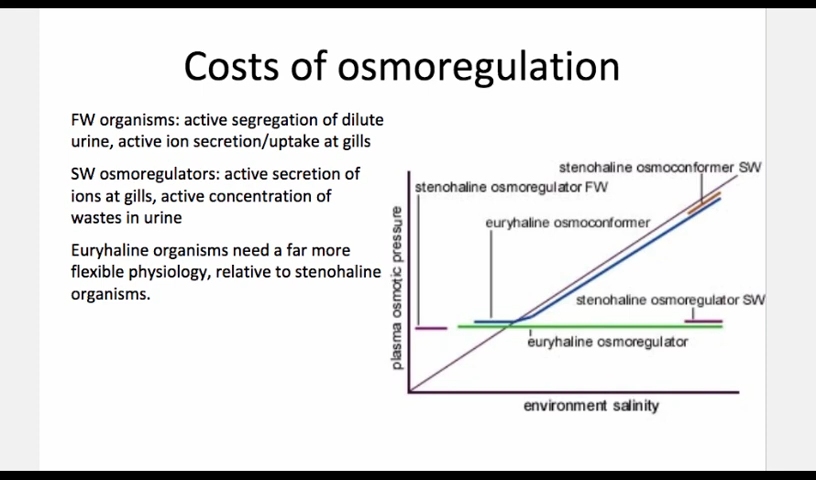 Costs of osmoregulation
FW organisms: active segregation of dilute
urine, active ion secretion/uptake at gills
SW osmoregulators: active secretion of
ions at gills, active concentration of
wastes in urine
Euryhaline organisms need a far more
flexible physiology, relative to stenohaline
organisms.
stenohaline osmoconformer SW
stenohaline osmoregulator FW
euryhaline osmoconformer
stenohaline osmoregulator SW
euryhaline osmoregulator
plasma osmotic pressure
environment salinity